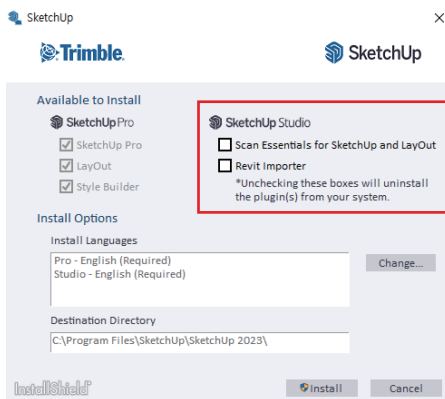 SketchUp
Trimble.
SketchUp
Available to Install
SketchUp Pro
SketchUp Pro
LayOut
Style Builder
SketchUp Studio
Scan Essentials for SketchUp and LayOut
Revit Importer
*Unchecking these boxes will uninstall
the plugin(s) from your system.
Install Options
Install Languages
Pro - English (Required)
Studio - English (Required)
Change...
Destination Directory
C:\Program Files\SketchUp\SketchUp 2023\
InstallShield
Install
Cancel